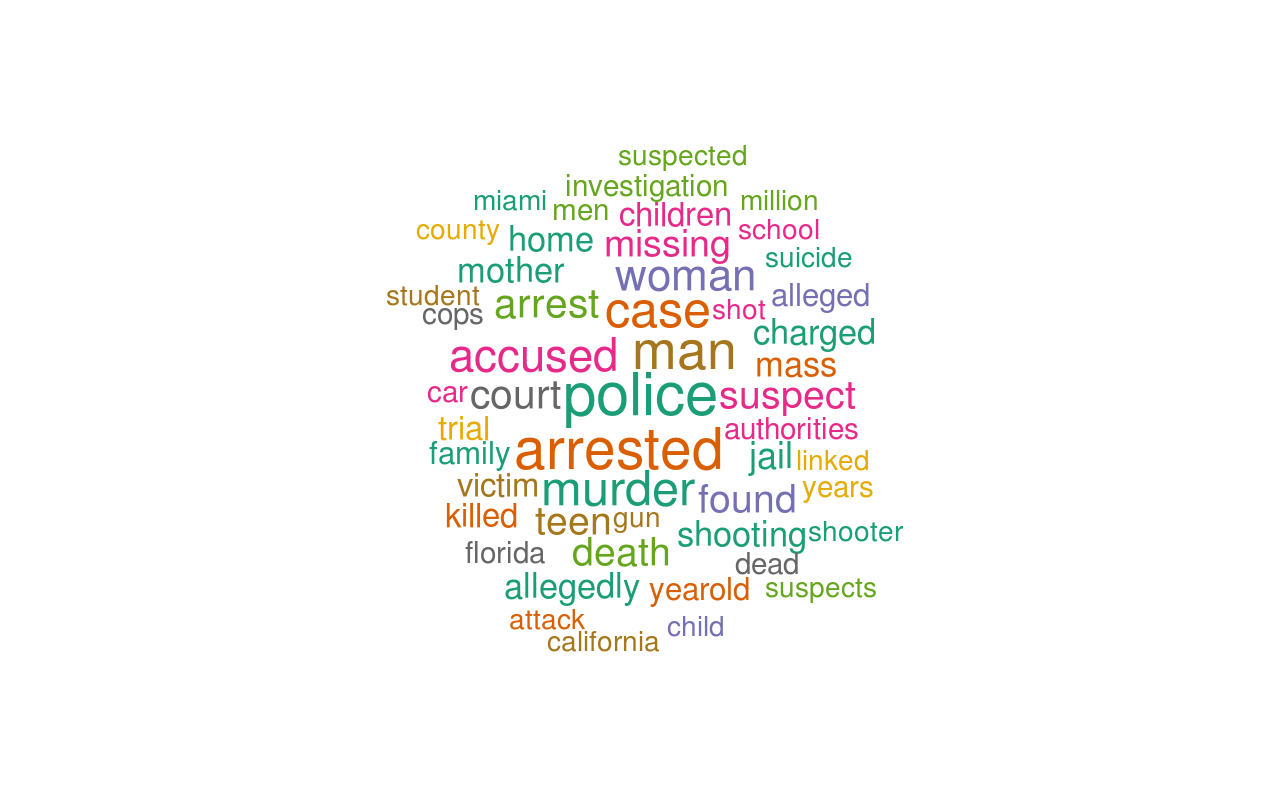 suspected
investigation
miami men children million
county home missing school
mother woman suicide
student arrest case shot alleged
cops charged
accused man mass
car court police suspect
trial authorities
family arrested jail linked
victim murder found years
killed teen gun
shooting shooter
florida death dead
allegedly yearold suspects
attack child
california